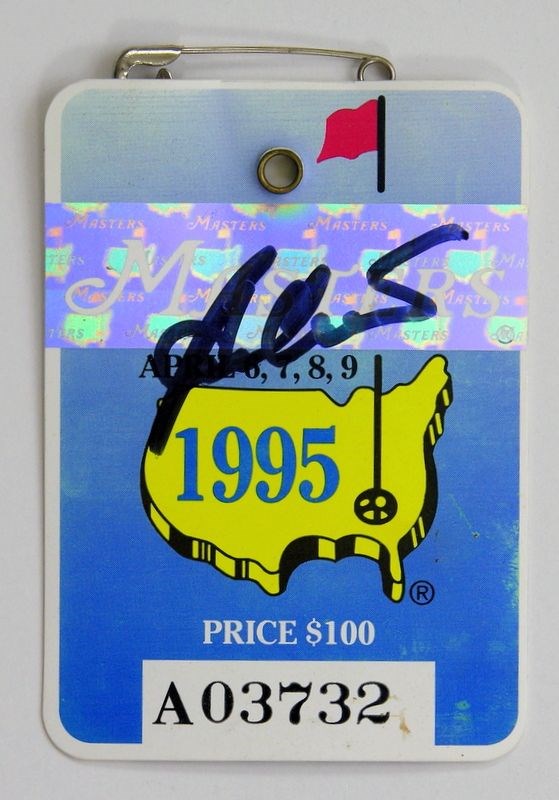 MASTERS
APRIL 6, 7, 8, 9
1995
®
PRICE $100
A03732